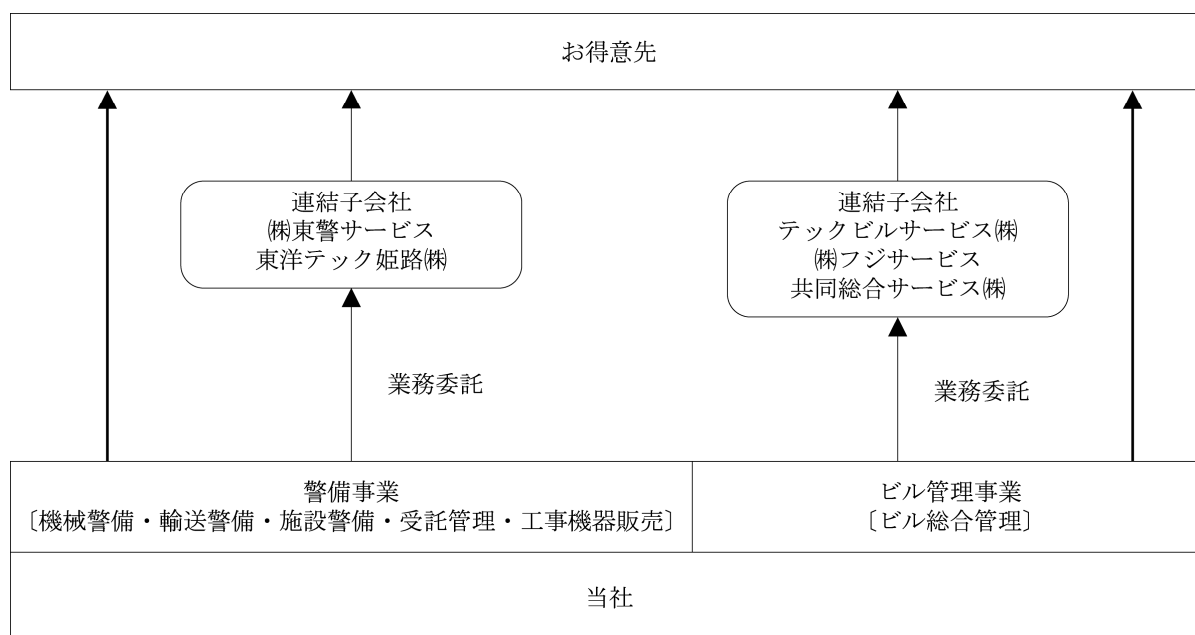 お得意先
連結子会社
㈱東警サービス
東洋テック姫路㈱
連結子会社
テックビルサービス㈱
㈱フジサービス
共同総合サービス㈱
業務委託
業務委託
警備事業
〔機械警備・輸送警備・施設警備・受託管理・工事機器販売〕
ビル管理事業
〔ビル総合管理〕
当社